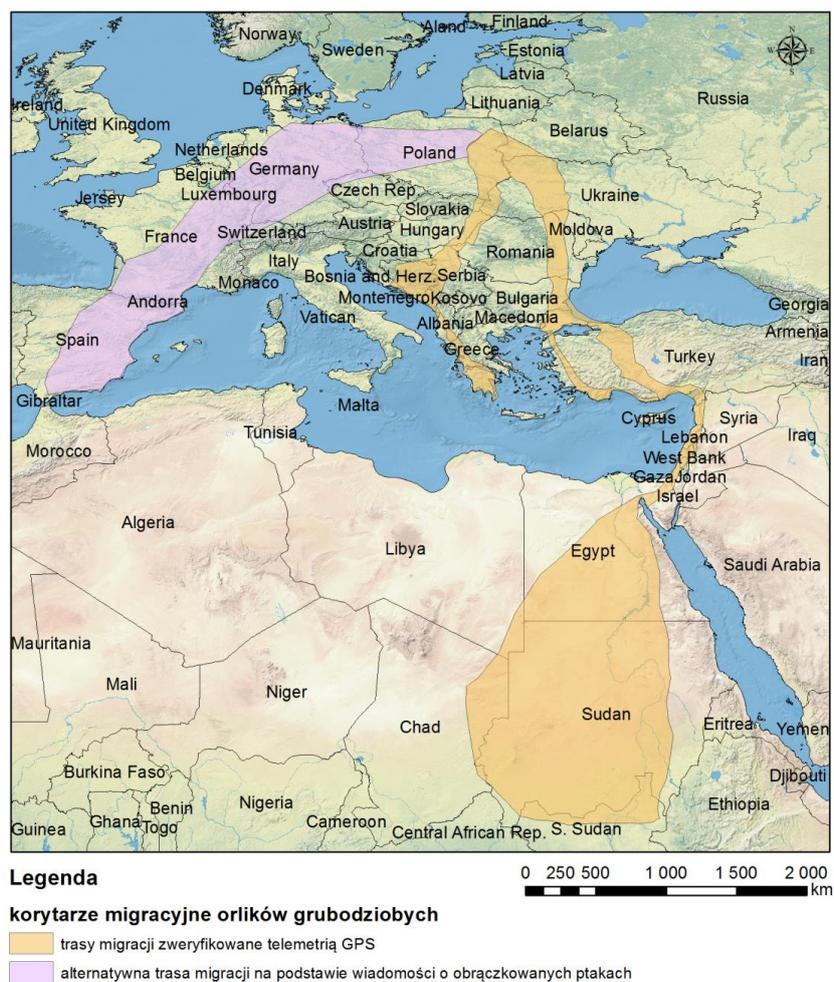 Norway
Åland
Finland
Sweden
Estonia
N
W E
S
Latvia
Denmark
Ireland
Lithuania
Russia
United Kingdom
Belarus
Netherlands
Poland
Belgium
Germany
Jersey
Luxembourg
Czech Rep.
Ukraine
Slovakia
France
Switzerland
Austria
Hungary
Moldova
Croatia
Romania
Italy
Monaco
Bosnia and Herz.
Serbia
Andorra
Montenegro
Kosovo
Bulgaria
Georgia
Vatican
Albania
Macedonia
Armenia
Spain
Greece
Turkey
Iran
Gibraltar
Malta
Cyprus
Syria
Tunisia
Lebanon
Iraq
Morocco
West Bank
Gaza
Jordan
Israel
Algeria
Libya
Egypt
Saudi Arabia
Mauritania
Mali
Niger
Sudan
Chad
Eritrea
Yemen
Burkina Faso
Djibouti
Benin
Nigeria
Ethiopia
Guinea
Ghana
Togo
Cameroon
Central African Rep.
S. Sudan
Legenda
0 250 500 1 000 1 500 2 000
km
korytarze migracyjne orlików grubodziobych
trasy migracji zweryfikowane telemetrią GPS
alternatywna trasa migracji na podstawie wiadomości o obrączkowanych ptakach